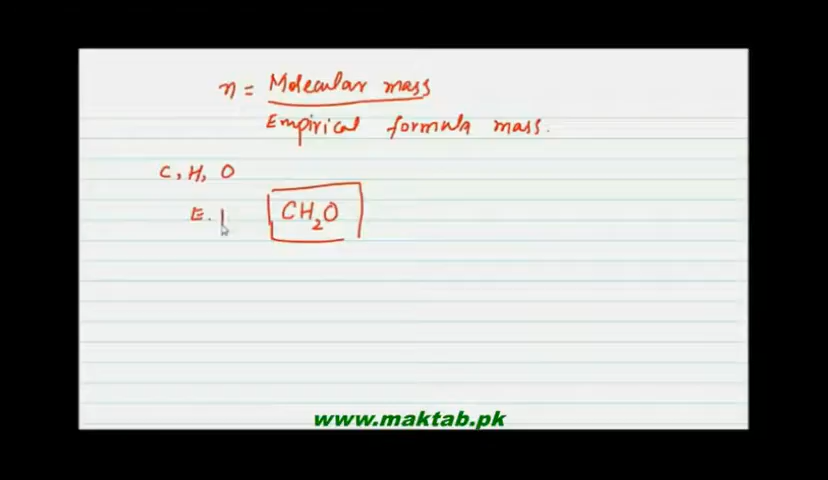 n = Molecular mass
Empirical formula mass.
C, H, O
E. CH₂O
www.maktab.pk